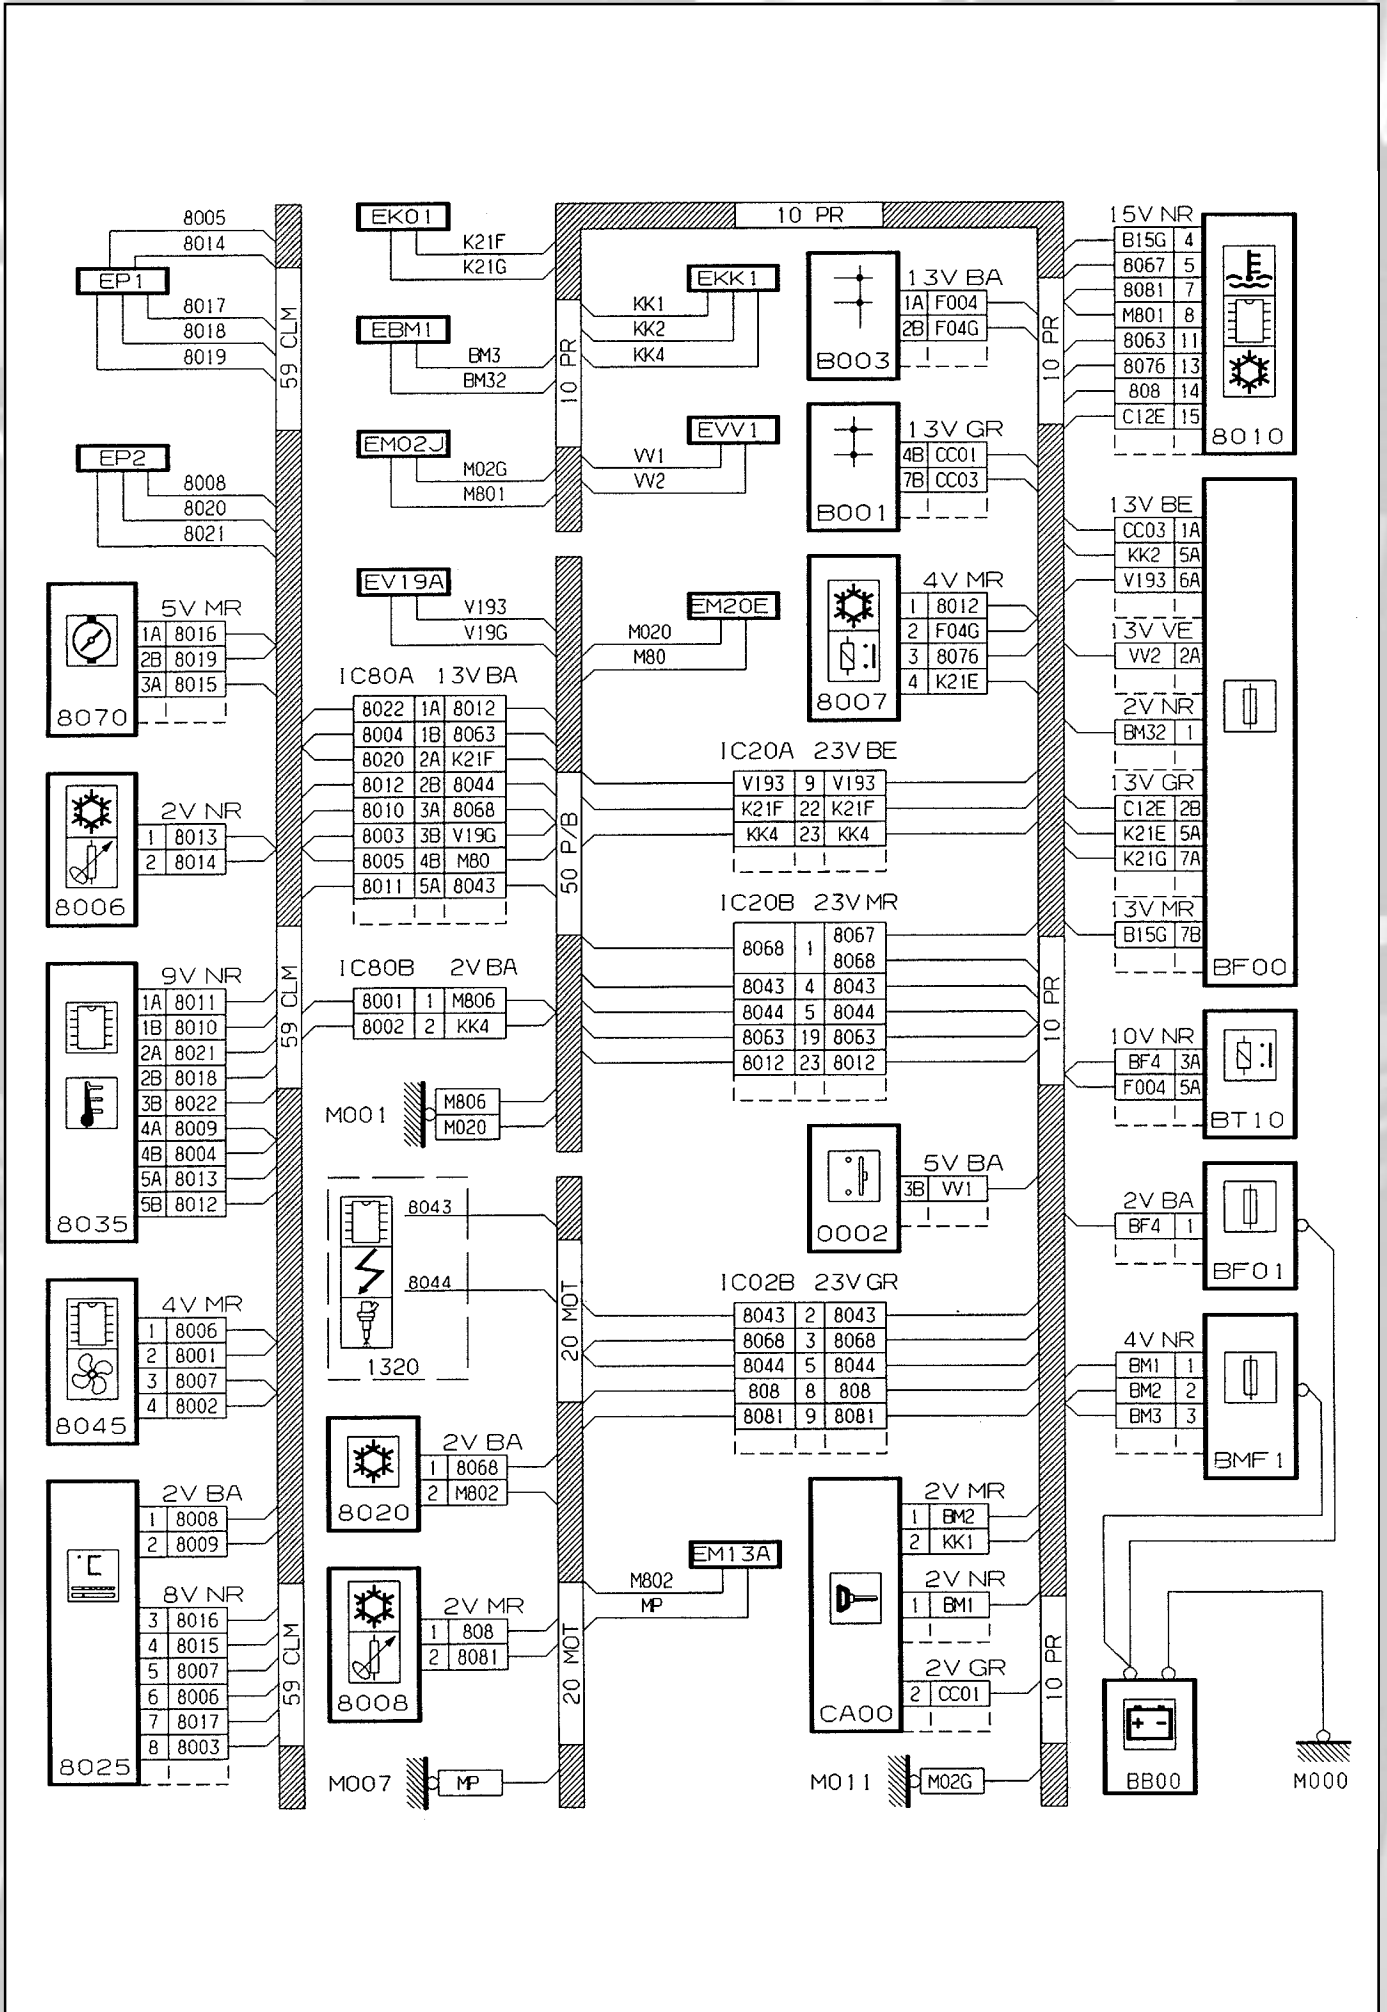 8005
8014
EP1
8017
8018
8019
59 CLM
EP2
8008
8020
8021
5V MR
1A 8016
2B 8019
3A 8015
8070
2V NR
1 8013
2 8014
8006
9V NR
1A 8011
1B 8010
2A 8021
2B 8018
3B 8022
4A 8009
4B 8004
5A 8013
5B 8012
8035
59 CLM
4V MR
1 8006
2 8001
3 8007
4 8002
8045
2V BA
1 8008
2 8009
8V NR
3 8016
4 8015
5 8007
6 8006
7 8017
8 8003
°C
8025
59 CLM
EK01
K21F
K21G
EBM1
BM3
BM32
EM02J
M02G
M801
10 PR
10 PR
EKK1
KK1
KK2
KK4
EVV1
VV1
VV2
EV19A
V193
V19G
EM20E
M020
M80
IC80A 13V BA
8022 1A 8012
8004 1B 8063
8020 2A K21F
8012 2B 8044
8010 3A 8068
8003 3B V19G
8005 4B M80
8011 5A 8043
50 P/B
IC80B 2V BA
8001 1 M806
8002 2 KK4
M001
M806
M020
8043
8044
1320
20 MOT
2V BA
1 8068
2 M802
8020
2V MR
1 808
2 8081
8008
20 MOT
EM13A
M802
MP
M007
MP
13V BA
1A F004
2B F04G
B003
10 PR
13V GR
4B CC01
7B CC03
B001
4V MR
1 8012
2 F04G
3 8076
4 K21E
8007
IC20A 23V BE
V193 9 V193
K21F 22 K21F
KK4 23 KK4
IC20B 23V MR
8068 1 8067
8068
8043 4 8043
8044 5 8044
8063 19 8063
8012 23 8012
10 PR
5V BA
3B VV1
0002
IC02B 23V GR
8043 2 8043
8068 3 8068
8044 5 8044
808 8 808
8081 9 8081
2V MR
1 BM2
2 KK1
2V NR
1 BM1
2V GR
2 CC01
CA00
10 PR
M011
M02G
15V NR
B15G 4
8067 5
8081 7
M801 8
8063 11
8076 13
808 14
C12E 15
8010
13V BE
CC03 1A
KK2 5A
V193 6A
13V VE
VV2 2A
2V NR
BM32 1
13V GR
C12E 2B
K21E 5A
K21G 7A
13V MR
B15G 7B
BF00
10V NR
BF4 3A
F004 5A
BT10
2V BA
BF4 1
BF01
4V NR
BM1 1
BM2 2
BM3 3
BMF1
+ -
BB00
M000